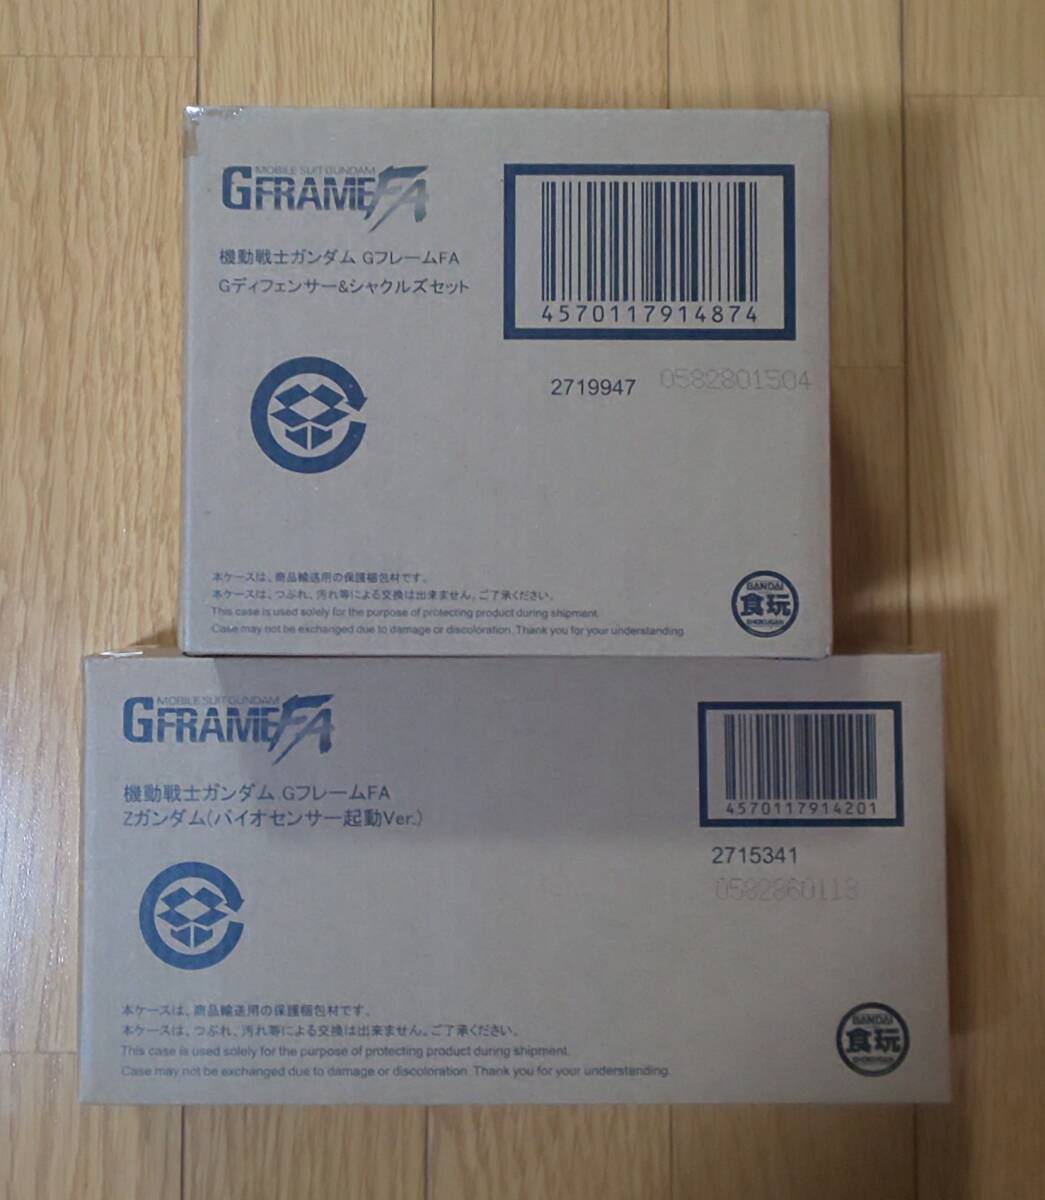 MOBILE SUIT GUNDAM
GFRAMEFA
機動戦士ガンダム GフレームFA
Gディフェンサー&シャクルズセット
4570117914874
2719947
0582801504
本ケースは、商品輸送用の保護梱包材です。
本ケースは、つぶれ、汚れ等による交換は出来ません。ご了承ください。
This case is used solely for the purpose of protecting product during shipment.
Case may not be exchanged due to damage or discoloration. Thank you for your understanding.
BANDAI
食玩
SHOKUGAN
MOBILE SUIT GUNDAM
GFRAMEFA
機動戦士ガンダム GフレームFA
Zガンダム(バイオセンサー起動Ver.)
4570117914201
2715341
0582860113
本ケースは、商品輸送用の保護梱包材です。
本ケースは、つぶれ、汚れ等による交換は出来ません。ご了承ください。
This case is used solely for the purpose of protecting product during shipment.
Case may not be exchanged due to damage or discoloration. Thank you for your understanding.
BANDAI
食玩
SHOKUGAN